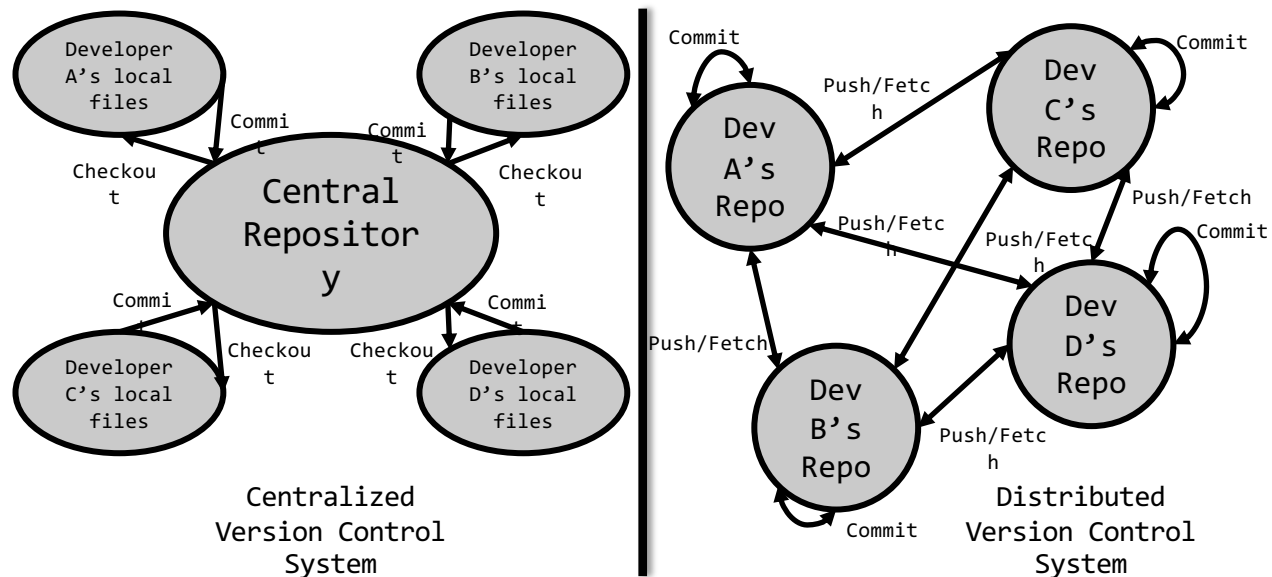 Developer
A’s local
files
Developer
B’s local
files
Commi
t
Commi
t
Checkou
t
Checkou
t
Central
Repositor
y
Commi
t
Commi
t
Checkou
t
Checkou
t
Developer
C’s local
files
Developer
D’s local
files
Centralized
Version Control
System
Commit
Dev
A’s
Repo
Push/Fetc
h
Dev
C’s
Repo
Commit
Push/Fetch
Push/Fetc
h
Push/Fetc
h
Commit
Dev
D’s
Repo
Push/Fetch
Dev
B’s
Repo
Push/Fetc
h
Commit
Distributed
Version Control
System